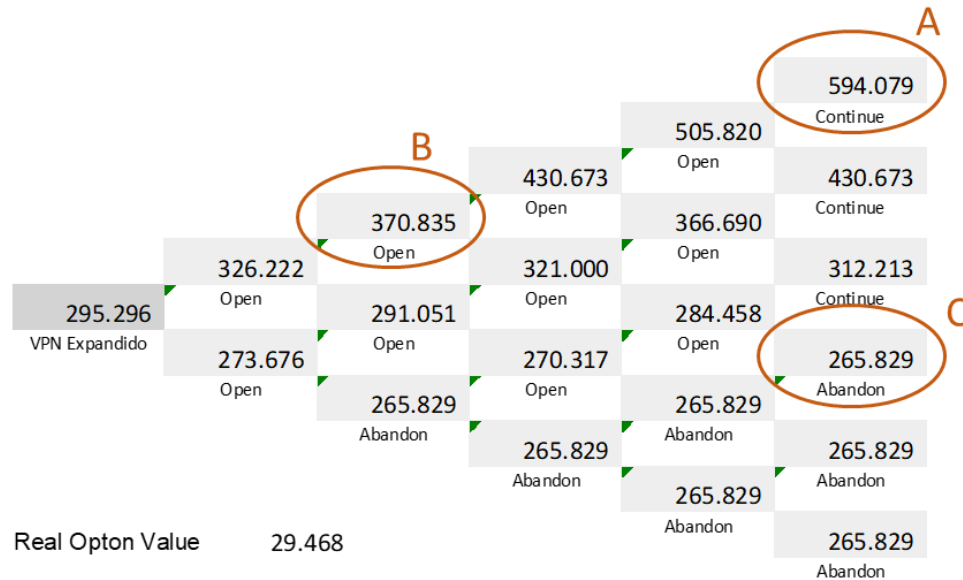 A
594.079
Continue
505.820
Open
B
430.673
Open
430.673
Continue
370.835
Open
366.690
Open
326.222
Open
321.000
Open
312.213
Continue
295.296
VPN Expandido
291.051
Open
284.458
Open
C
273.676
Open
270.317
Open
265.829
Abandon
265.829
Abandon
265.829
Abandon
265.829
Abandon
265.829
Abandon
265.829
Abandon
Real Opton Value 29.468
265.829
Abandon